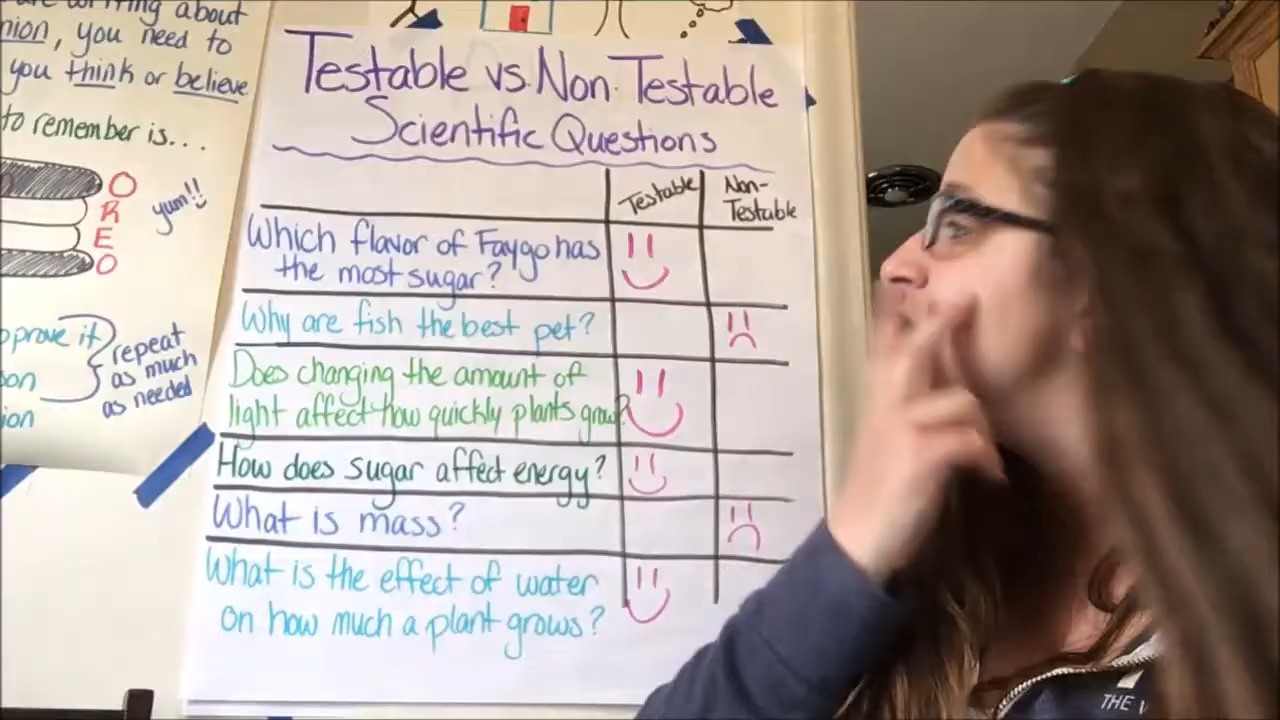 writing about
nion, you need to
you think or believe
to remember is...
O
R
E
O
yum!!
prove it
son
ion
repeat
as much
as needed
Testable vs. Non-Testable
Scientific Questions
Testable
Non-
Testable
Which flavor of Faygo has
the most sugar?
Why are fish the best pet?
Does changing the amount of
light affect how quickly plants grow?
How does sugar affect energy?
What is mass?
What is the effect of water
on how much a plant grows?
THE